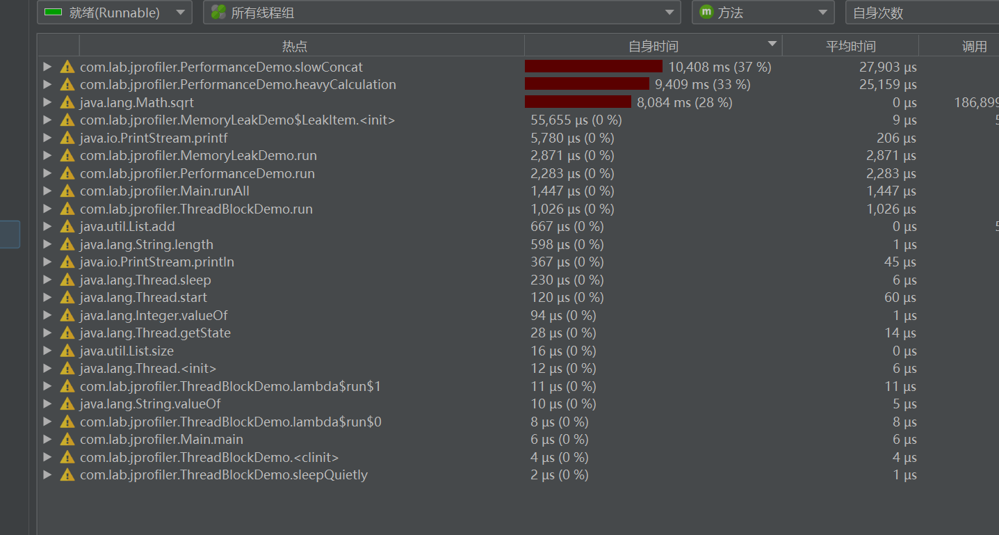 就绪(Runnable) 所有线程组 m 方法 自身次数
热点 自身时间 平均时间 调用
com.lab.jprofiler.PerformanceDemo.slowConcat 10,408 ms (37 %) 27,903 µs
com.lab.jprofiler.PerformanceDemo.heavyCalculation 9,409 ms (33 %) 25,159 µs
java.lang.Math.sqrt 8,084 ms (28 %) 0 µs 186,899
com.lab.jprofiler.MemoryLeakDemo$LeakItem.<init> 55,655 µs (0 %) 9 µs 5
java.io.PrintStream.printf 5,780 µs (0 %) 206 µs
com.lab.jprofiler.MemoryLeakDemo.run 2,871 µs (0 %) 2,871 µs
com.lab.jprofiler.PerformanceDemo.run 2,283 µs (0 %) 2,283 µs
com.lab.jprofiler.Main.runAll 1,447 µs (0 %) 1,447 µs
com.lab.jprofiler.ThreadBlockDemo.run 1,026 µs (0 %) 1,026 µs
java.util.List.add 667 µs (0 %) 0 µs 5
java.lang.String.length 598 µs (0 %) 1 µs
java.io.PrintStream.println 367 µs (0 %) 45 µs
java.lang.Thread.sleep 230 µs (0 %) 6 µs
java.lang.Thread.start 120 µs (0 %) 60 µs
java.lang.Integer.valueOf 94 µs (0 %) 1 µs
java.lang.Thread.getState 28 µs (0 %) 14 µs
java.util.List.size 16 µs (0 %) 0 µs
java.lang.Thread.<init> 12 µs (0 %) 6 µs
com.lab.jprofiler.ThreadBlockDemo.lambda$run$1 11 µs (0 %) 11 µs
java.lang.String.valueOf 10 µs (0 %) 5 µs
com.lab.jprofiler.ThreadBlockDemo.lambda$run$0 8 µs (0 %) 8 µs
com.lab.jprofiler.Main.main 6 µs (0 %) 6 µs
com.lab.jprofiler.ThreadBlockDemo.<clinit> 4 µs (0 %) 4 µs
com.lab.jprofiler.ThreadBlockDemo.sleepQuietly 2 µs (0 %) 1 µs